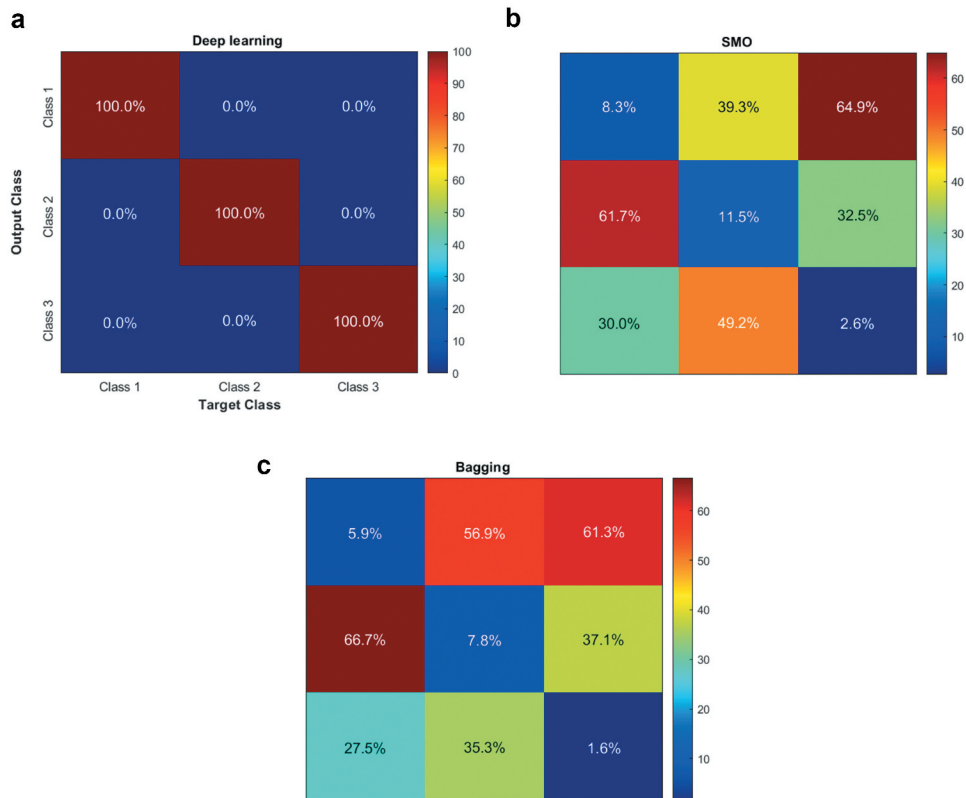 a
Deep learning
100.0% 0.0% 0.0%
0.0% 100.0% 0.0%
0.0% 0.0% 100.0%
Class 1
Class 2
Class 3
Output Class
Class 1 Class 2 Class 3
Target Class
100
90
80
70
60
50
40
30
20
10
0
b
SMO
8.3% 39.3% 64.9%
61.7% 11.5% 32.5%
30.0% 49.2% 2.6%
60
50
40
30
20
10
c
Bagging
5.9% 56.9% 61.3%
66.7% 7.8% 37.1%
27.5% 35.3% 1.6%
60
50
40
30
20
10